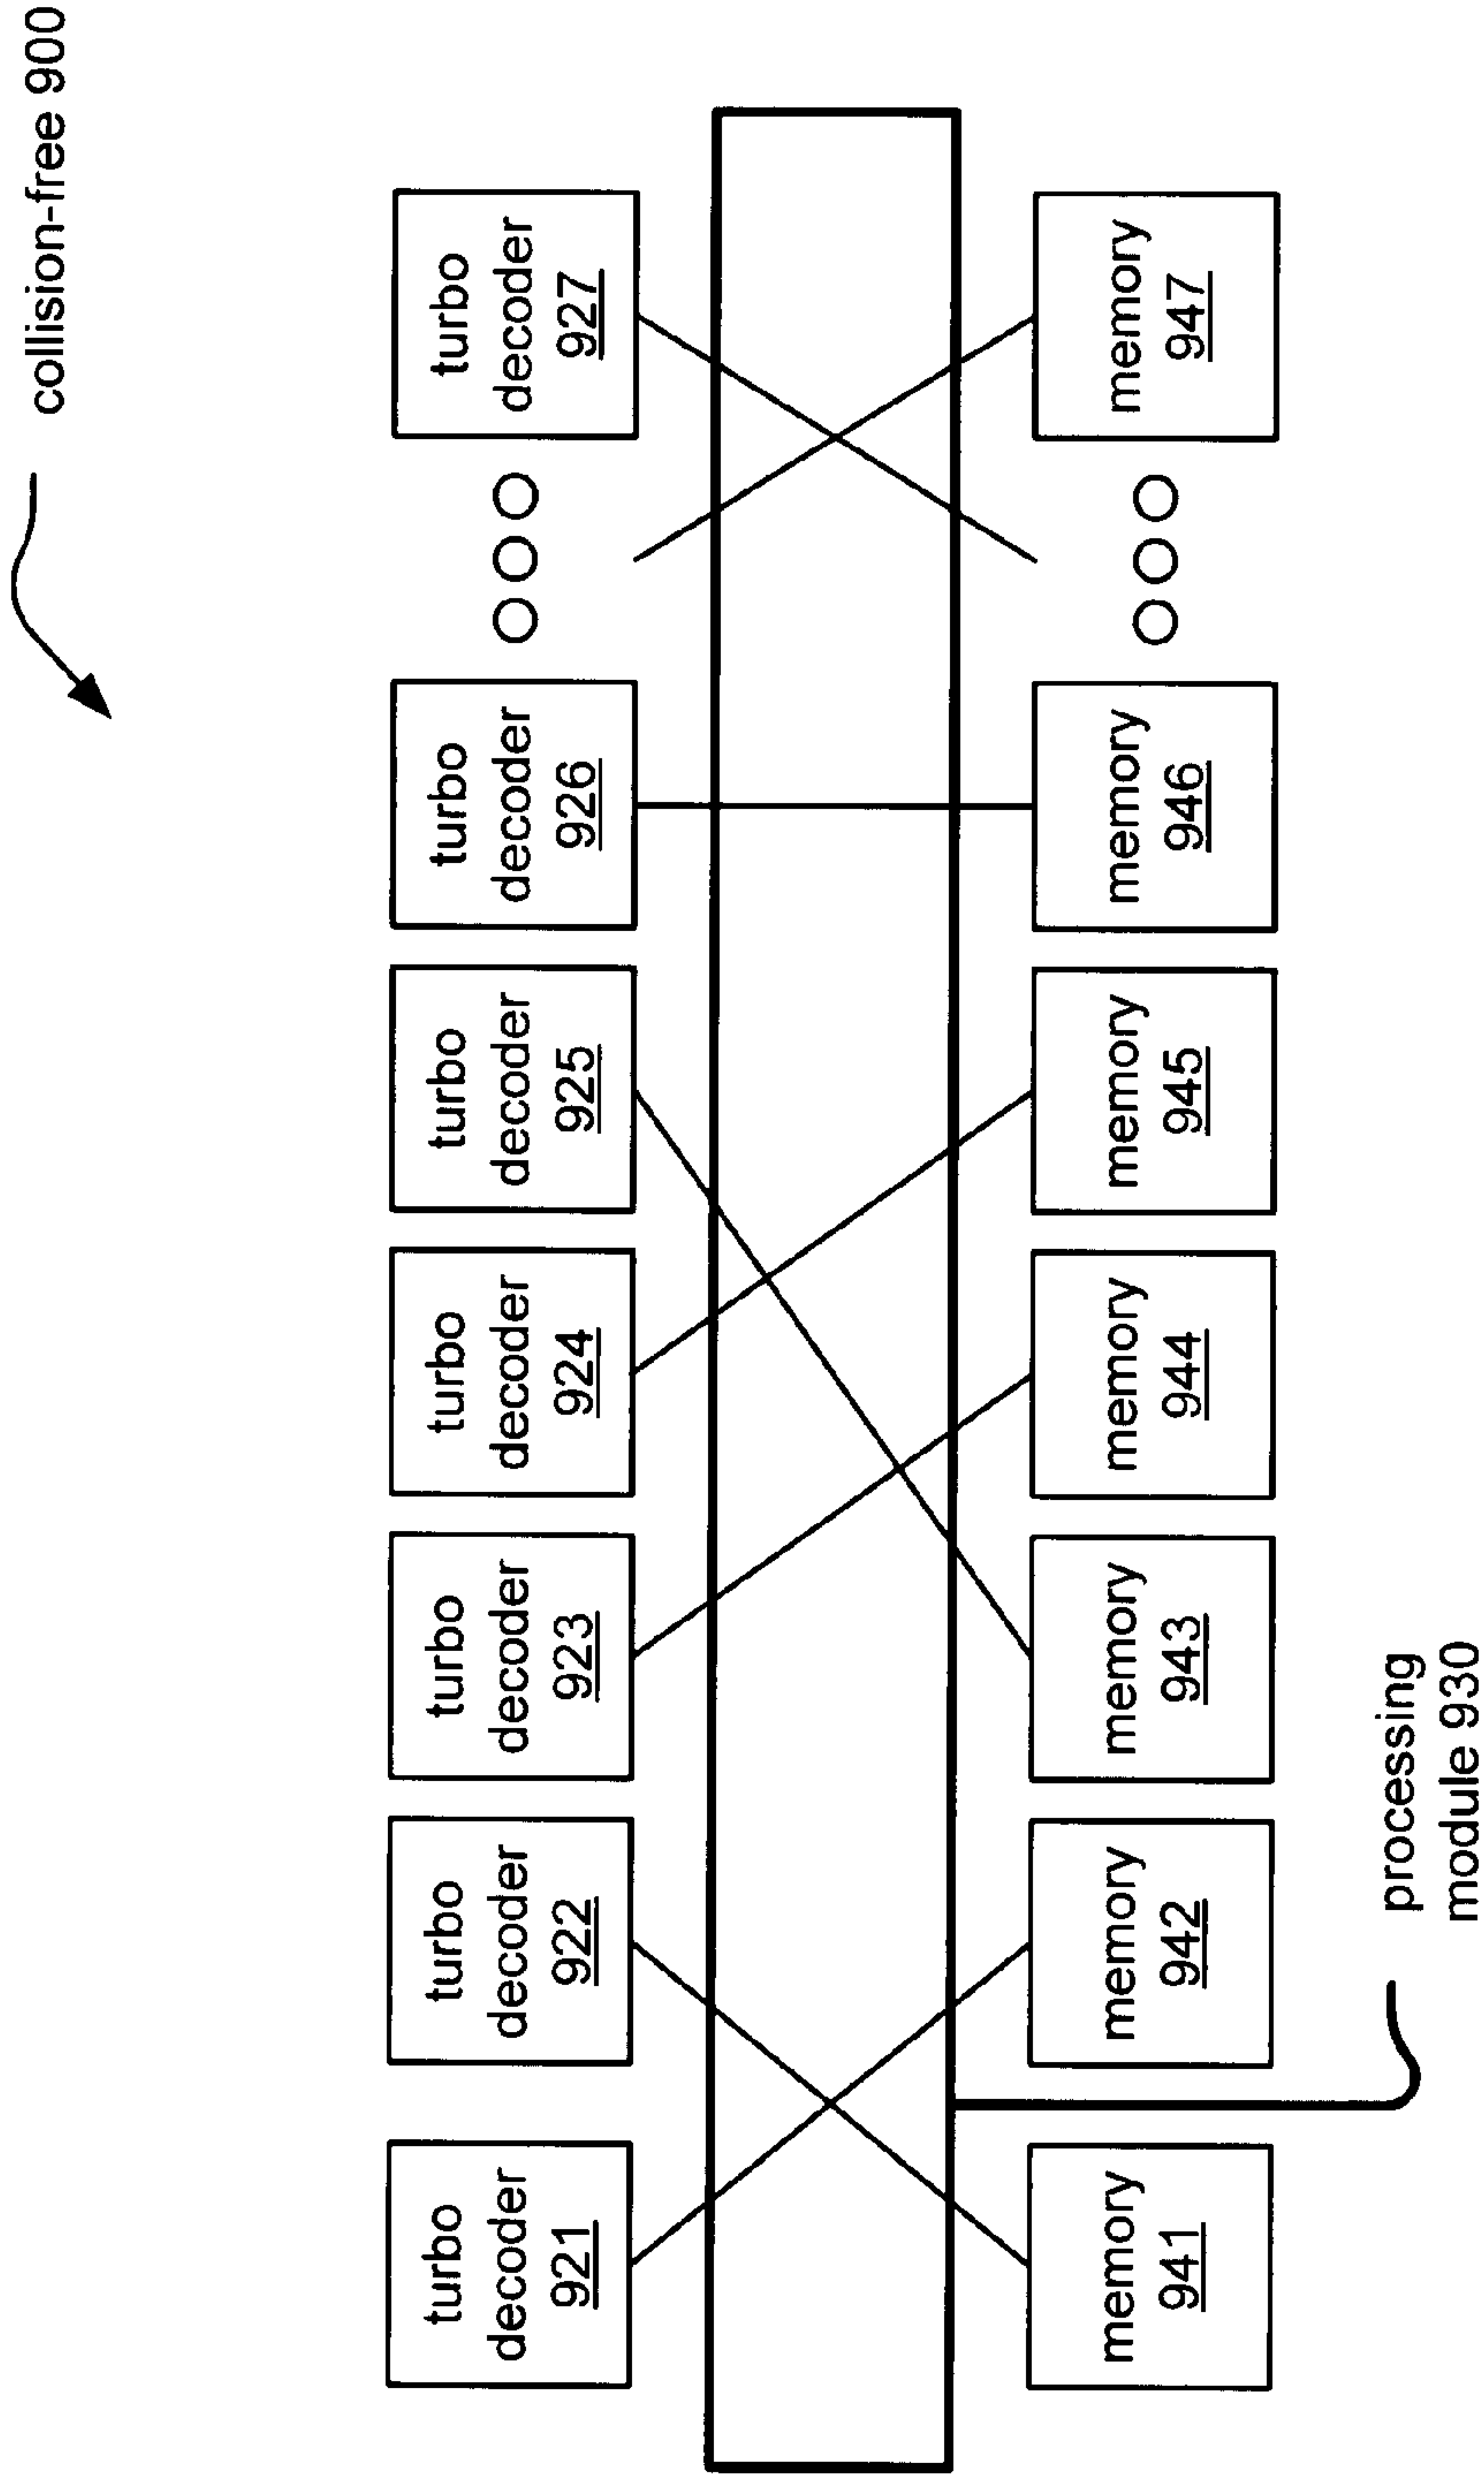 collision-free 900
turbo
decoder
921
turbo
decoder
922
turbo
decoder
923
turbo
decoder
924
turbo
decoder
925
turbo
decoder
926
turbo
decoder
927
memory
941
memory
942
memory
943
memory
944
memory
945
memory
946
memory
947
processing
module 930